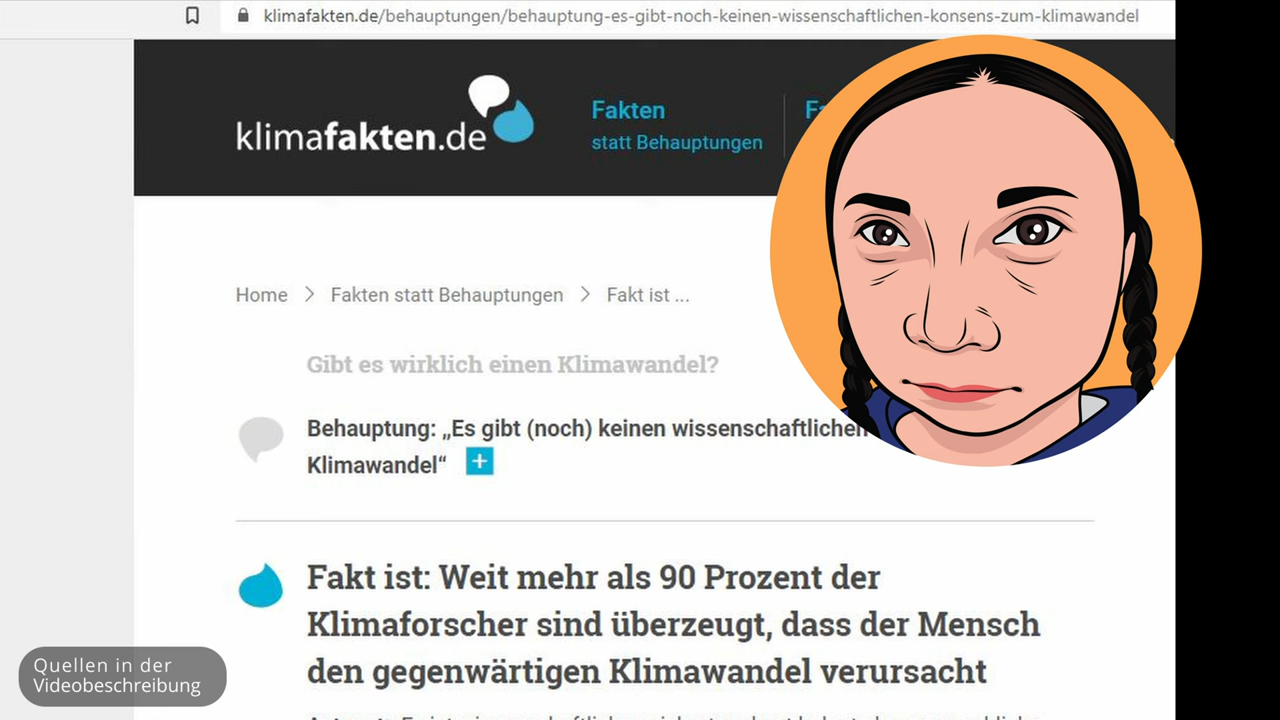 klimafakten.de/behauptungen/behauptung-es-gibt-noch-keinen-wissenschaftlichen-konsens-zum-klimawandel
klimafakten.de
Fakten
statt Behauptungen
Home > Fakten statt Behauptungen > Fakt ist ...
Gibt es wirklich einen Klimawandel?
Behauptung: „Es gibt (noch) keinen wissenschaftlichen
Klimawandel“ +
Fakt ist: Weit mehr als 90 Prozent der
Klimaforscher sind überzeugt, dass der Mensch
den gegenwärtigen Klimawandel verursacht
Quellen in der
Videobeschreibung